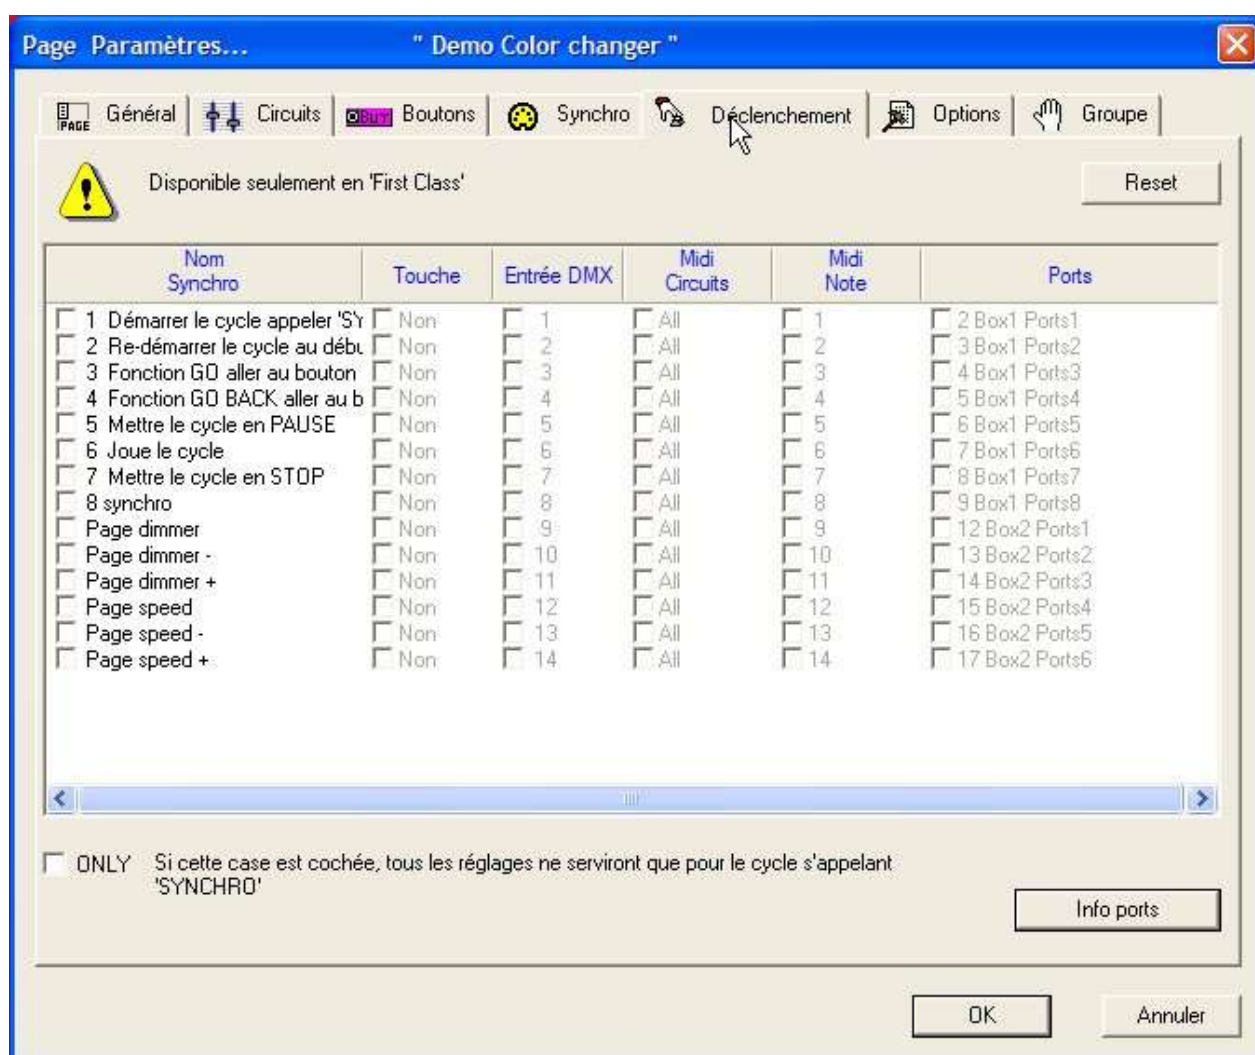 Page Paramètres... " Demo Color changer "
PAGE Général Circuits BUT Boutons Synchro Déclenchement Options Groupe
Disponible seulement en 'First Class' Reset
Nom Synchro Touche Entrée DMX Midi Circuits Midi Note Ports
1 Démarrer le cycle appeler 'SY Non 1 All 1 2 Box1 Ports1
2 Re-démarrer le cycle au débu Non 2 All 2 3 Box1 Ports2
3 Fonction GO aller au bouton Non 3 All 3 4 Box1 Ports3
4 Fonction GO BACK aller au b Non 4 All 4 5 Box1 Ports4
5 Mettre le cycle en PAUSE Non 5 All 5 6 Box1 Ports5
6 Joue le cycle Non 6 All 6 7 Box1 Ports6
7 Mettre le cycle en STOP Non 7 All 7 8 Box1 Ports7
8 synchro Non 8 All 8 9 Box1 Ports8
Page dimmer Non 9 All 9 12 Box2 Ports1
Page dimmer - Non 10 All 10 13 Box2 Ports2
Page dimmer + Non 11 All 11 14 Box2 Ports3
Page speed Non 12 All 12 15 Box2 Ports4
Page speed - Non 13 All 13 16 Box2 Ports5
Page speed + Non 14 All 14 17 Box2 Ports6
ONLY Si cette case est cochée, tous les réglages ne serviront que pour le cycle s'appelant
'SYNCHRO'
Info ports
OK Annuler